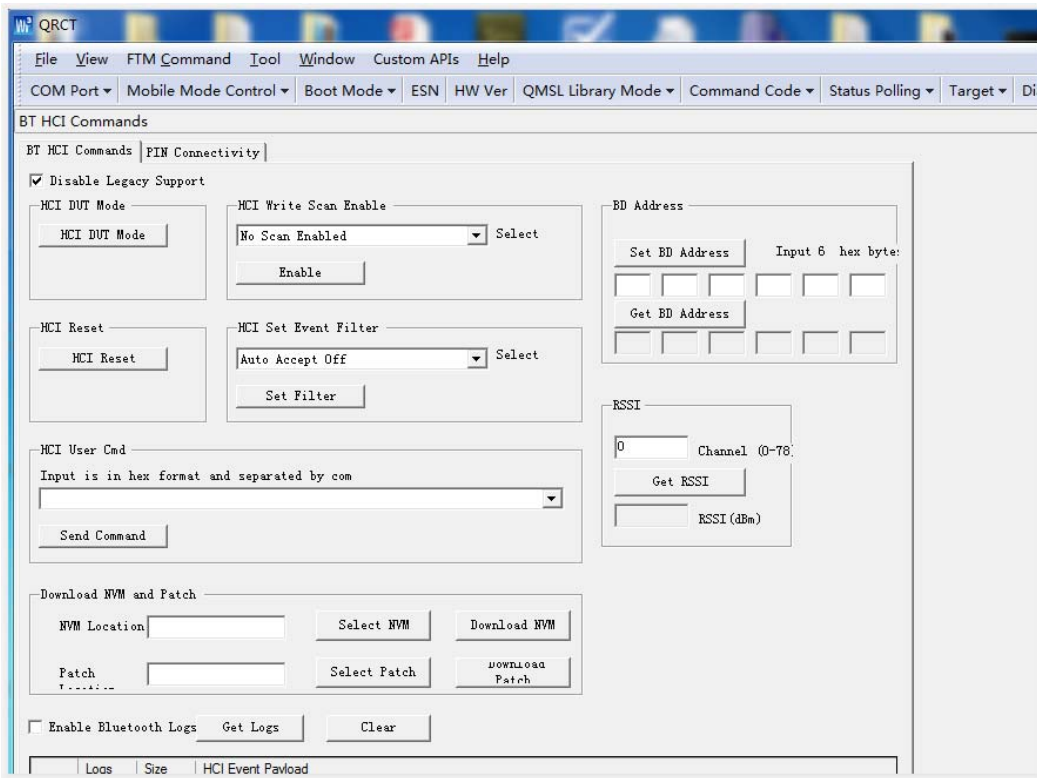 QRCT
File View FTM Command Tool Window Custom APIs Help
COM Port Mobile Mode Control Boot Mode ESN HW Ver QMSL Library Mode Command Code Status Polling Target Di
BT HCI Commands
BT HCI Commands PIN Connectivity
Disable Legacy Support
HCI DUT Mode HCI Write Scan Enable BD Address
HCI DUT Mode No Scan Enabled Select
Set BD Address Input 6 hex byte
Enable
Get BD Address
HCI Reset HCI Set Event Filter
HCI Reset Auto Accept Off Select
Set Filter
RSSI
0 Channel (0-78
HCI User Cmd
Input is in hex format and separated by com
Get RSSI
RSSI(dBm)
Send Command
Download NVM and Patch
NVM Location Select NVM Download NVM
Patch Select Patch Download
Patch
Enable Bluetooth Logs Get Logs Clear
Logs Size HCI Event Payload